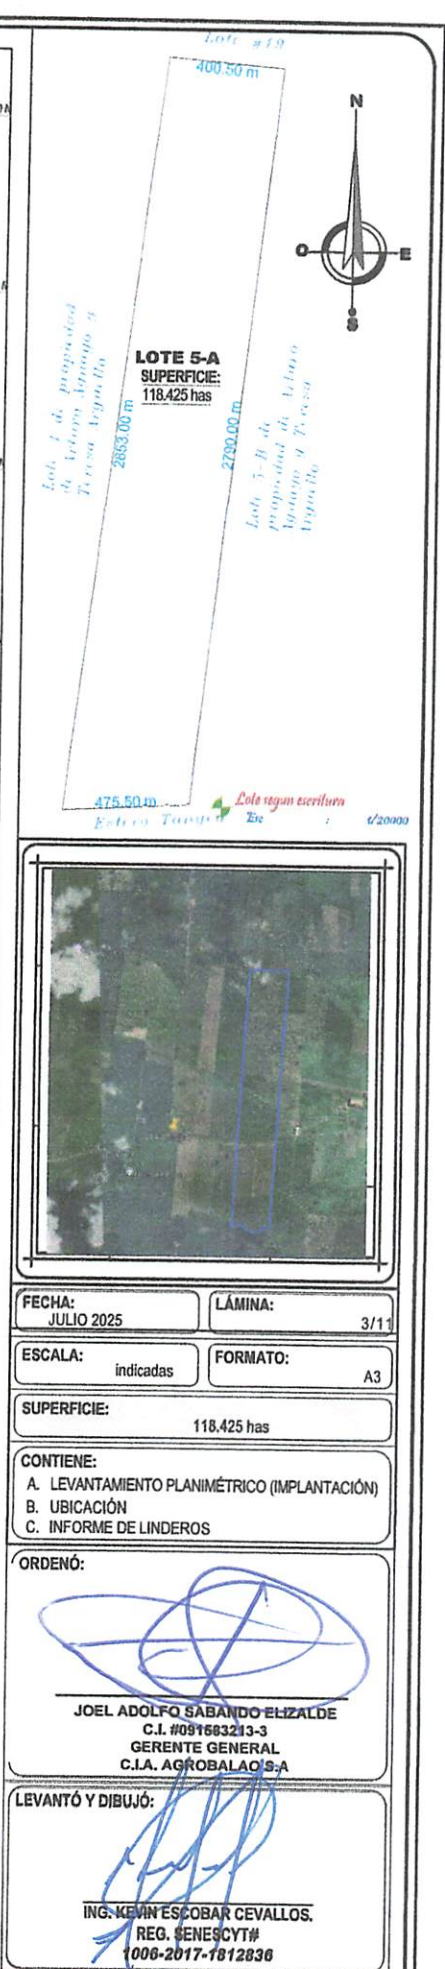 Lote #19
400.50 m
N
O
E
S
Lote 4 de propiedad
de Arturo Aguayo y
Teresa Arguello
2853.00 m
LOTE 5-A
SUPERFICIE:
118.425 has
2790.00 m
Lote 5-B de
propiedad de Arturo
Aguayo y Teresa
Arguello
475.50 m
Estero
Lote segun escritura
Esc : 1/20000
FECHA:
JULIO 2025
LÁMINA:
3/11
ESCALA:
indicadas
FORMATO:
A3
SUPERFICIE:
118.425 has
CONTIENE:
A. LEVANTAMIENTO PLANIMÉTRICO (IMPLANTACIÓN)
B. UBICACIÓN
C. INFORME DE LINDEROS
ORDENÓ:
JOEL ADOLFO SABANDO ELIZALDE
C.I. #091583213-3
GERENTE GENERAL
C.I.A. AGROBALAO S.A
LEVANTÓ Y DIBUJÓ:
ING. KEVIN ESCOBAR CEVALLOS.
REG. SENESCYT#
1006-2017-1812836